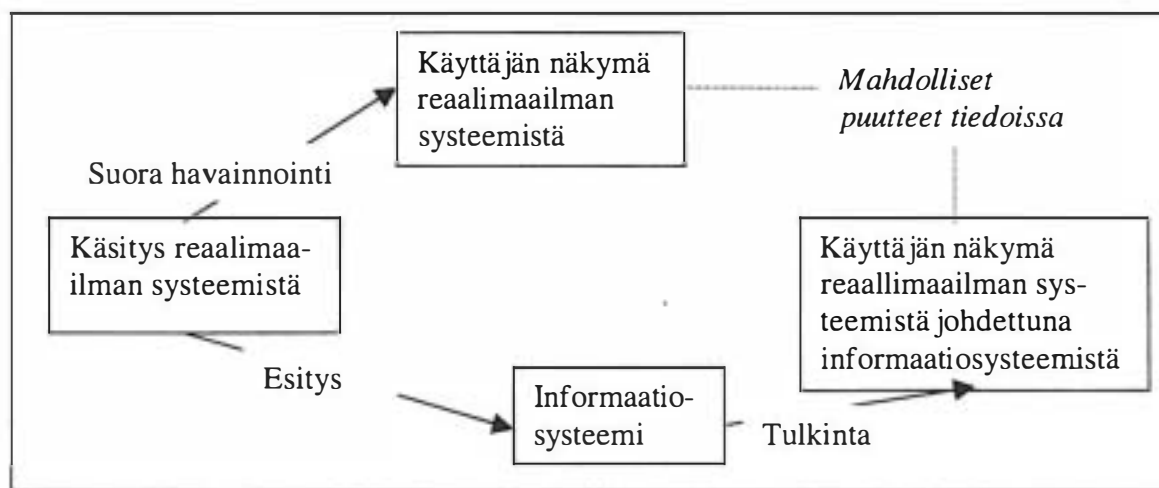 Käyttäjän näkymä
reaalimaailman
systeemistä
Mahdolliset
puutteet tiedoissa
Suora havainnointi
Käsitys reaalimaa-
ilman systeemistä
Käyttäjän näkymä
reaallimaailman sys-
teemistä johdettuna
informaatiosysteemistä
Esitys
Informaatio-
systeemi
Tulkinta